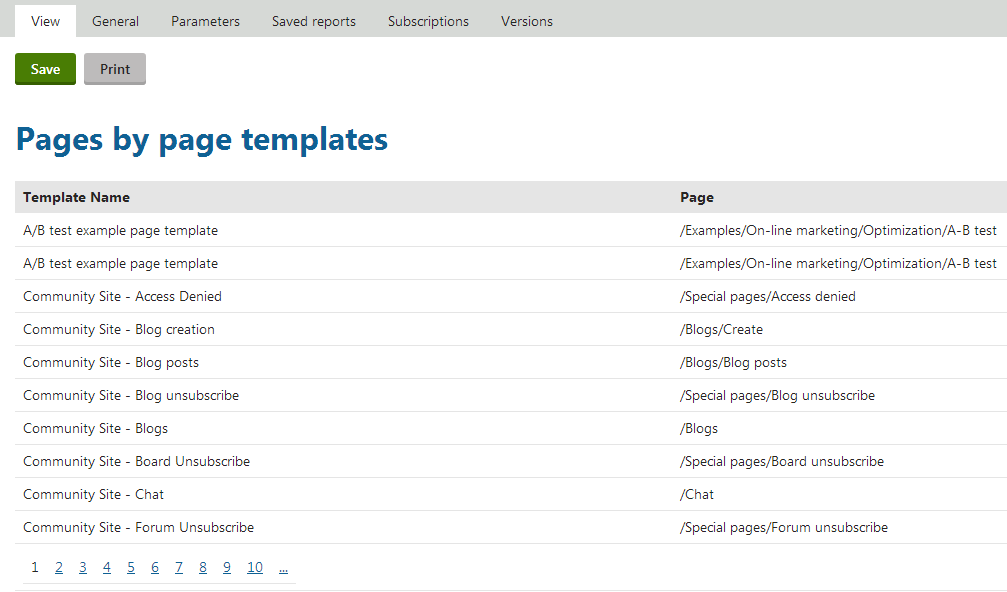 View General Parameters Saved reports Subscriptions Versions
Save Print
Pages by page templates
Template Name Page
A/B test example page template /Examples/On-line marketing/Optimization/A-B test
A/B test example page template /Examples/On-line marketing/Optimization/A-B test
Community Site - Access Denied /Special pages/Access denied
Community Site - Blog creation /Blogs/Create
Community Site - Blog posts /Blogs/Blog posts
Community Site - Blog unsubscribe /Special pages/Blog unsubscribe
Community Site - Blogs /Blogs
Community Site - Board Unsubscribe /Special pages/Board unsubscribe
Community Site - Chat /Chat
Community Site - Forum Unsubscribe /Special pages/Forum unsubscribe
1 2 3 4 5 6 7 8 9 10 ...